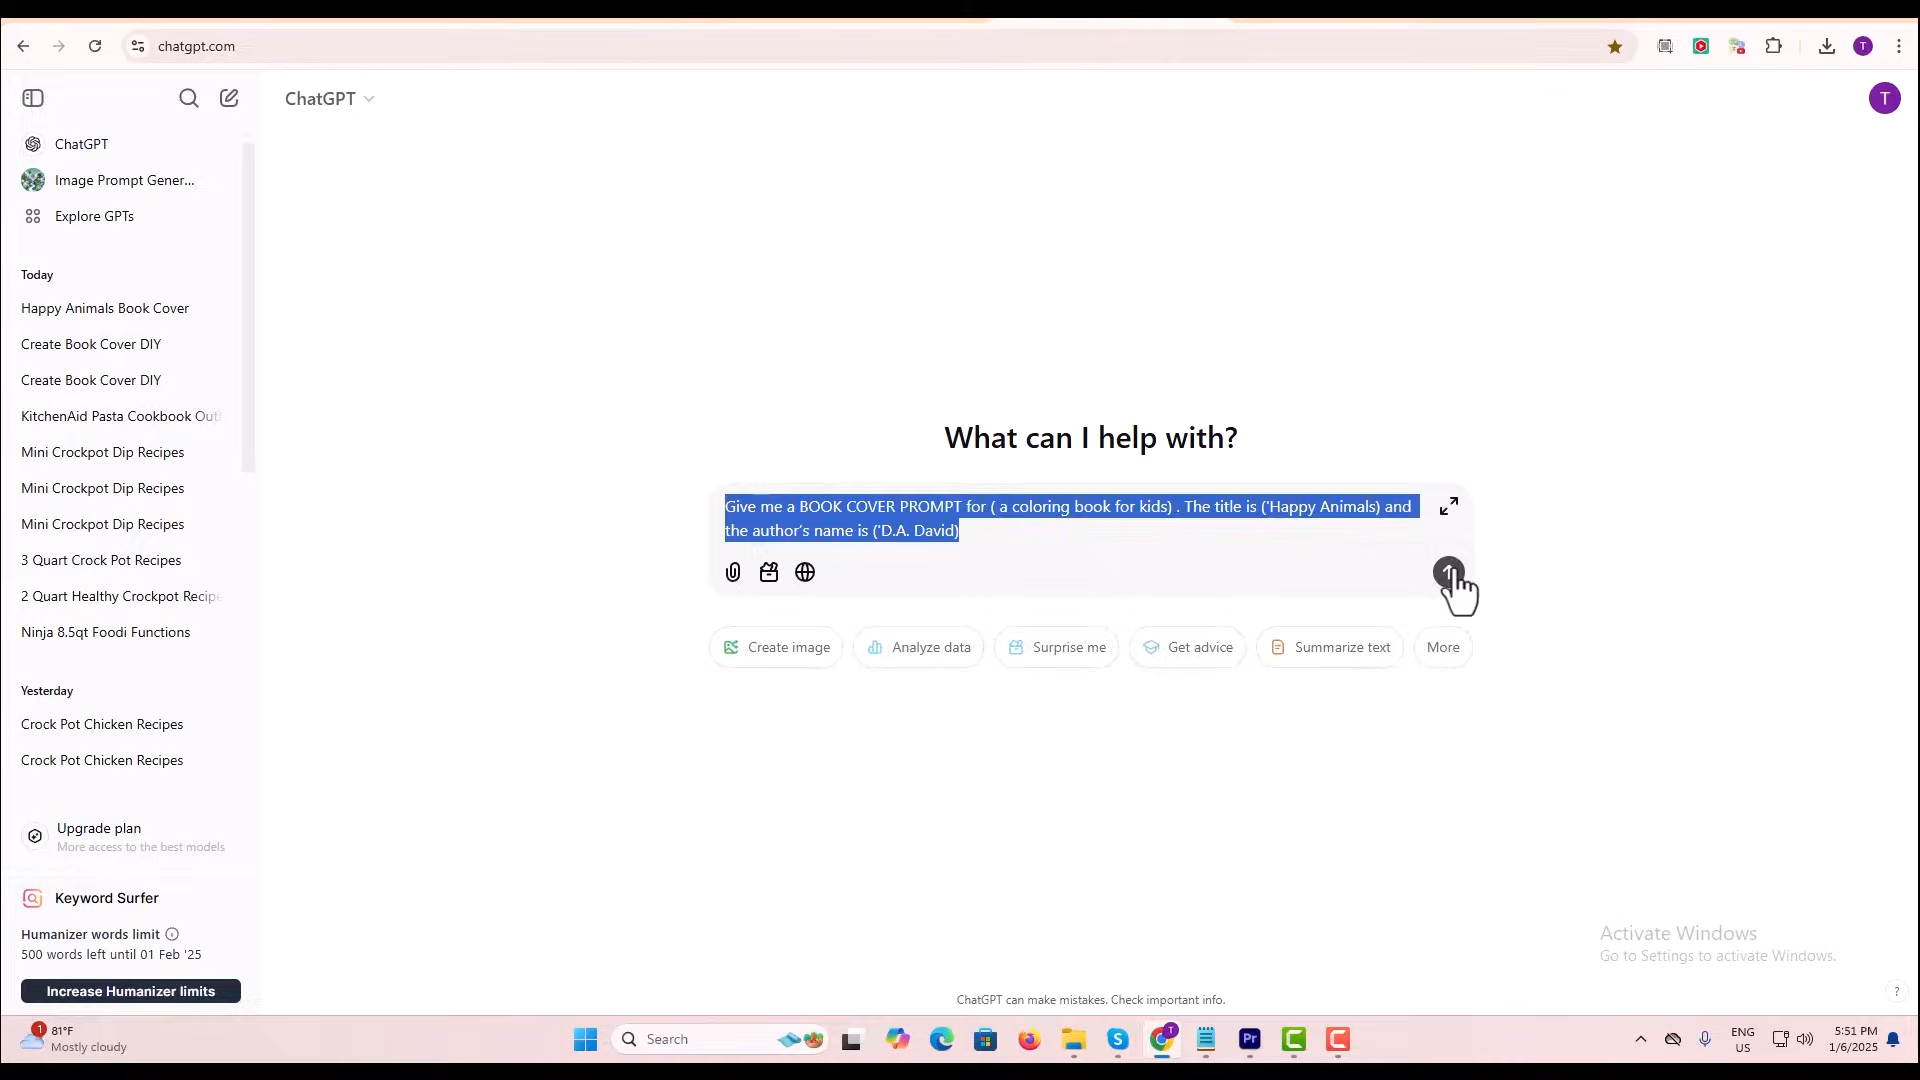 chatgpt.com
T
ChatGPT
T
ChatGPT
Image Prompt Gener...
Explore GPTs
Today
Happy Animals Book Cover
Create Book Cover DIY
Create Book Cover DIY
KitchenAid Pasta Cookbook Out
Mini Crockpot Dip Recipes
Mini Crockpot Dip Recipes
Mini Crockpot Dip Recipes
3 Quart Crock Pot Recipes
2 Quart Healthy Crockpot Recipe
Ninja 8.5qt Foodi Functions
Yesterday
Crock Pot Chicken Recipes
Crock Pot Chicken Recipes
Upgrade plan
More access to the best models
Keyword Surfer
Humanizer words limit
500 words left until 01 Feb '25
Increase Humanizer limits
What can I help with?
Give me a BOOK COVER PROMPT for ( a coloring book for kids) . The title is ('Happy Animals) and
the author's name is ('D.A. David)
Create image
Analyze data
Surprise me
Get advice
Summarize text
More
Activate Windows
Go to Settings to activate Windows.
ChatGPT can make mistakes. Check important info.
?
1
81°F
Mostly cloudy
Search
S
T
Pr
C
C
ENG
US
5:51 PM
1/6/2025